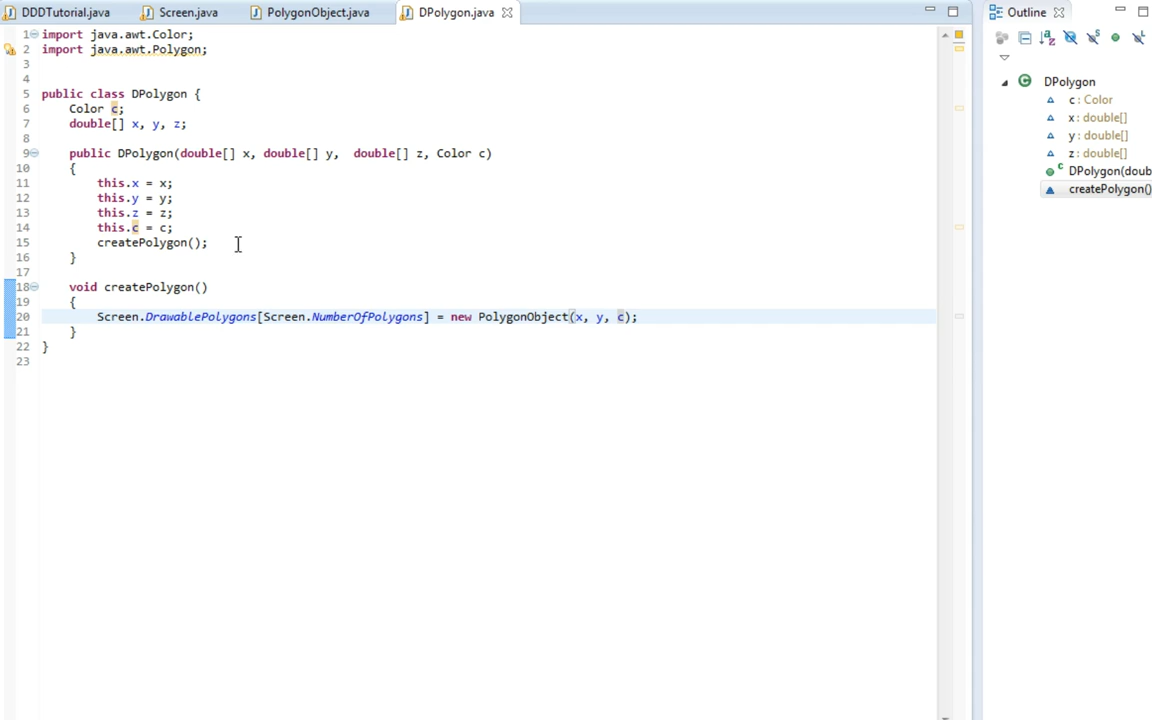 DDDTutorial.java Screen.java PolygonObject.java DPolygon.java Outline
1 import java.awt.Color;
2 import java.awt.Polygon;
3
4
5 public class DPolygon {
6 Color c;
7 double[] x, y, z;
8
9 public DPolygon(double[] x, double[] y,  double[] z, Color c)
10 {
11 this.x = x;
12 this.y = y;
13 this.z = z;
14 this.c = c;
15 createPolygon();
16 }
17
18 void createPolygon()
19 {
20 Screen.DrawablePolygons[Screen.NumberOfPolygons] = new PolygonObject(x, y, c);
21 }
22 }
23
DPolygon
c : Color
x : double[]
y : double[]
z : double[]
DPolygon(doub
createPolygon()